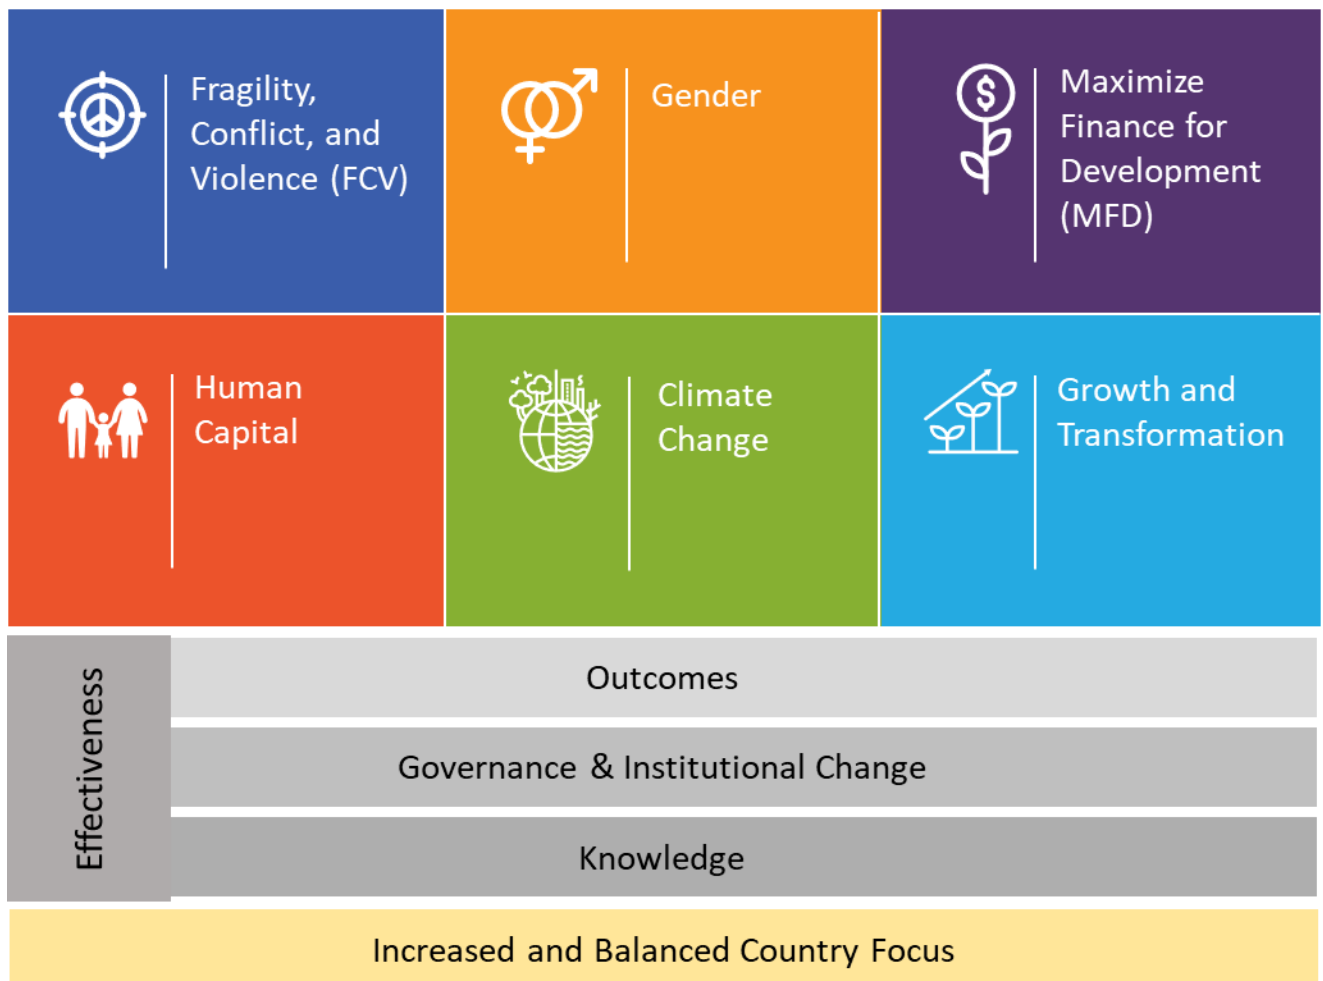 Fragility,
Conflict, and
Violence (FCV)
Gender
$
Maximize
Finance for
Development
(MFD)
Human
Capital
Climate
Change
Growth and
Transformation
Effectiveness
Outcomes
Governance & Institutional Change
Knowledge
Increased and Balanced Country Focus